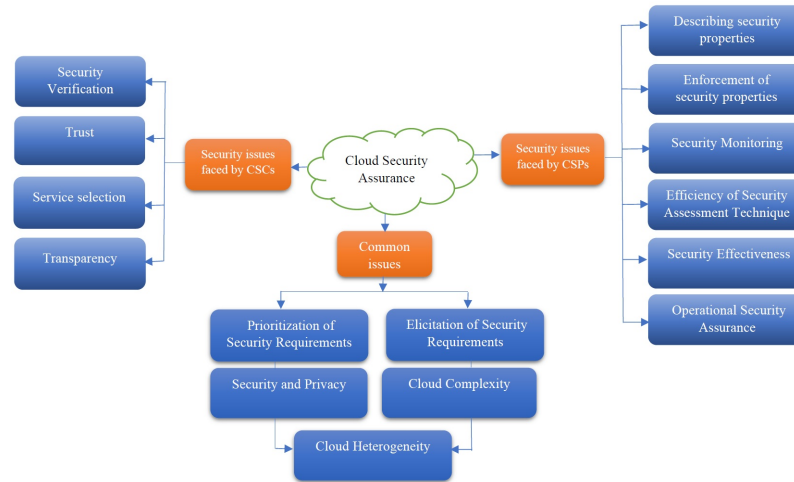 Security
Verification
Trust
Service selection
Transparency
Security issues
faced by CSCs
Cloud Security
Assurance
Security issues
faced by CSPs
Describing security
properties
Enforcement of
security properties
Security Monitoring
Efficiency of Security
Assessment Technique
Security Effectiveness
Operational Security
Assurance
Common
issues
Prioritization of
Security Requirements
Elicitation of Security
Requirements
Security and Privacy
Cloud Complexity
Cloud Heterogeneity